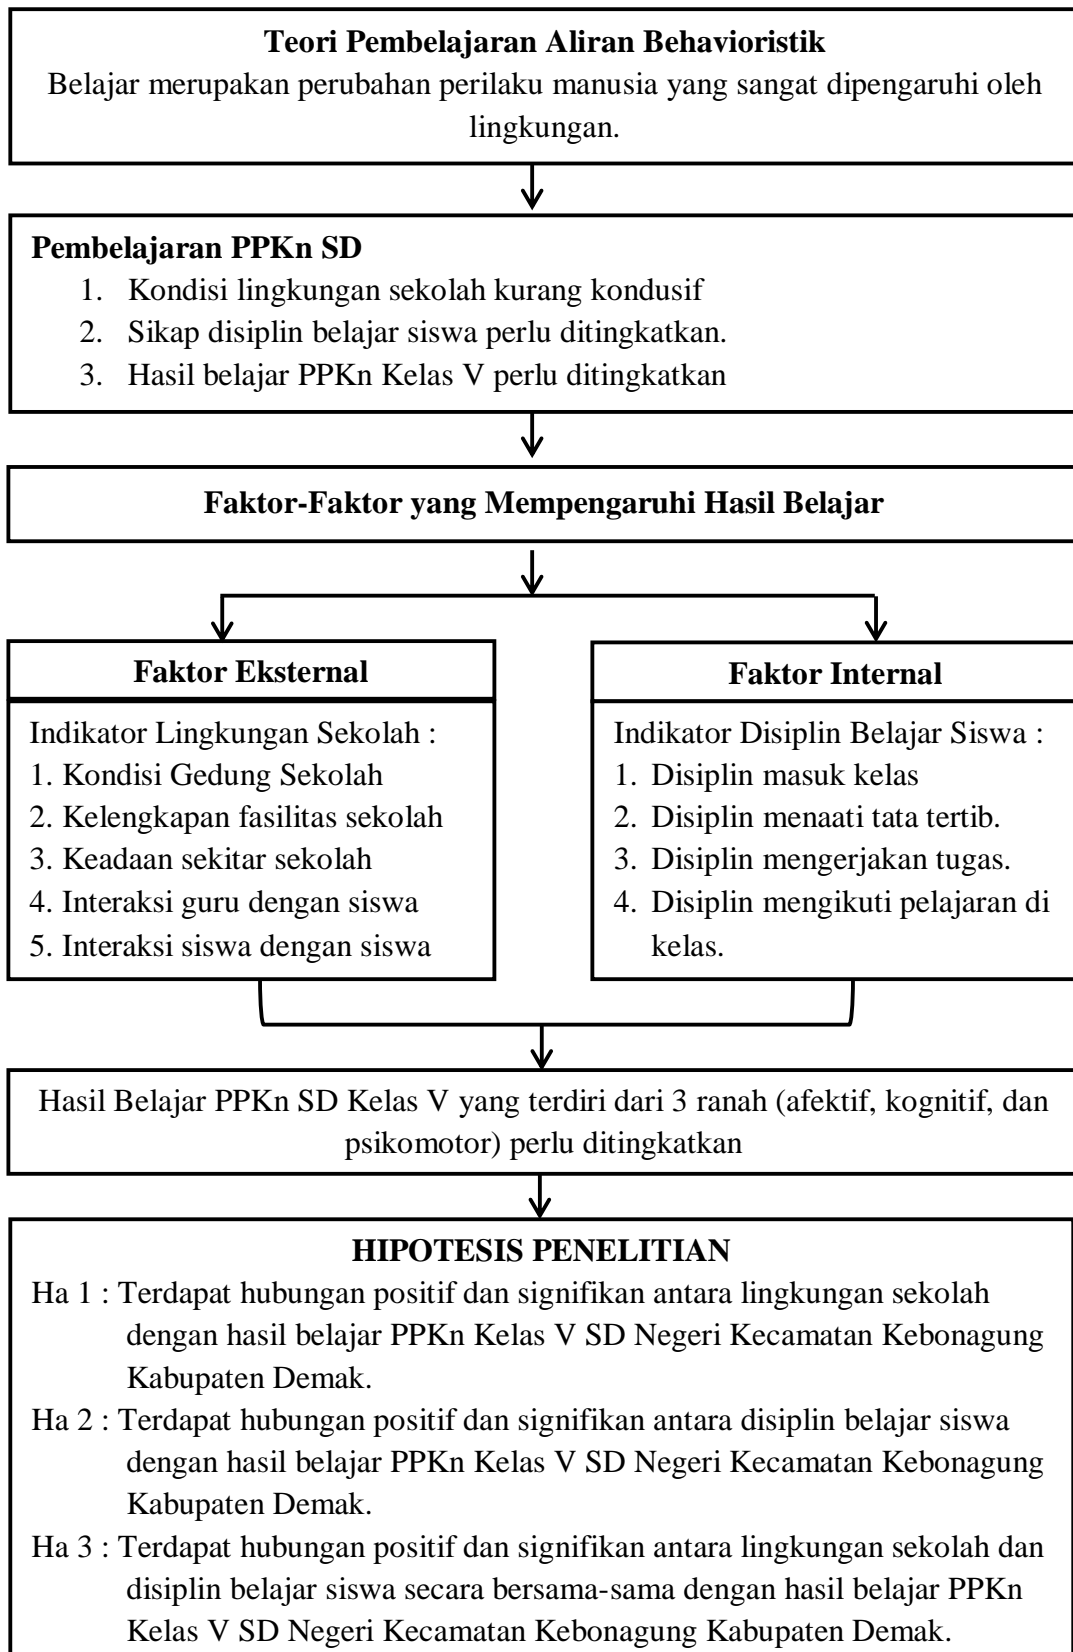 Teori Pembelajaran Aliran Behavioristik
Belajar merupakan perubahan perilaku manusia yang sangat dipengaruhi oleh
lingkungan.
Pembelajaran PPKn SD
1. Kondisi lingkungan sekolah kurang kondusif
2. Sikap disiplin belajar siswa perlu ditingkatkan.
3. Hasil belajar PPKn Kelas V perlu ditingkatkan
Faktor-Faktor yang Mempengaruhi Hasil Belajar
Faktor Eksternal
Indikator Lingkungan Sekolah :
1. Kondisi Gedung Sekolah
2. Kelengkapan fasilitas sekolah
3. Keadaan sekitar sekolah
4. Interaksi guru dengan siswa
5. Interaksi siswa dengan siswa
Faktor Internal
Indikator Disiplin Belajar Siswa :
1. Disiplin masuk kelas
2. Disiplin menaati tata tertib.
3. Disiplin mengerjakan tugas.
4. Disiplin mengikuti pelajaran di
kelas.
Hasil Belajar PPKn SD Kelas V yang terdiri dari 3 ranah (afektif, kognitif, dan
psikomotor) perlu ditingkatkan
HIPOTESIS PENELITIAN
Ha 1 : Terdapat hubungan positif dan signifikan antara lingkungan sekolah
dengan hasil belajar PPKn Kelas V SD Negeri Kecamatan Kebonagung
Kabupaten Demak.
Ha 2 : Terdapat hubungan positif dan signifikan antara disiplin belajar siswa
dengan hasil belajar PPKn Kelas V SD Negeri Kecamatan Kebonagung
Kabupaten Demak.
Ha 3 : Terdapat hubungan positif dan signifikan antara lingkungan sekolah dan
disiplin belajar siswa secara bersama-sama dengan hasil belajar PPKn
Kelas V SD Negeri Kecamatan Kebonagung Kabupaten Demak.